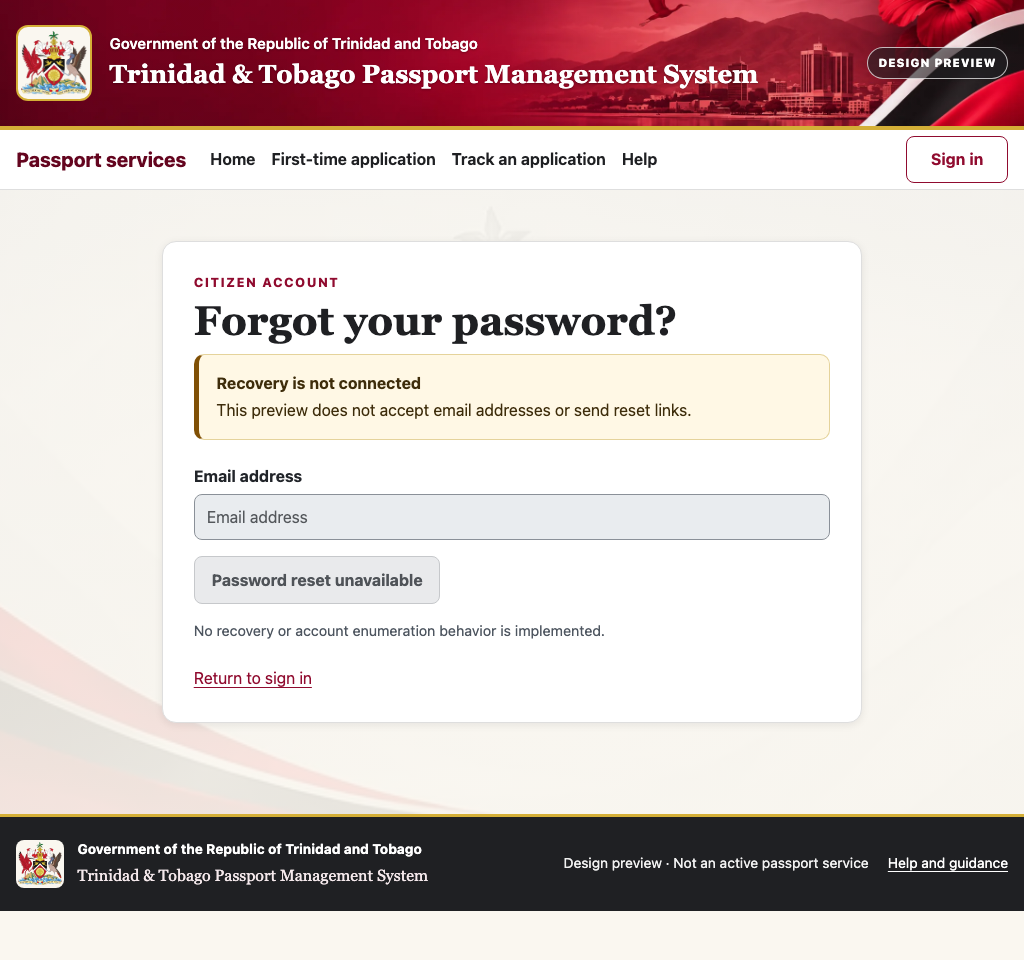 Government of the Republic of Trinidad and Tobago
Trinidad & Tobago Passport Management System
DESIGN PREVIEW
Passport services
Home
First-time application
Track an application
Help
Sign in
CITIZEN ACCOUNT
Forgot your password?
Recovery is not connected
This preview does not accept email addresses or send reset links.
Email address
Email address
Password reset unavailable
No recovery or account enumeration behavior is implemented.
Return to sign in
Government of the Republic of Trinidad and Tobago
Trinidad & Tobago Passport Management System
Design preview · Not an active passport service
Help and guidance